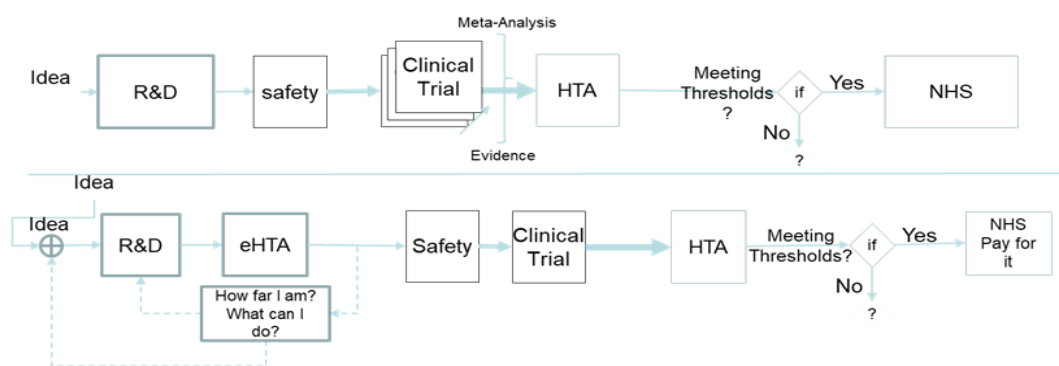 Meta-Analysis
Idea
R&D
safety
Clinical
Trial
HTA
Meeting
Thresholds
?
if
Yes
NHS
No
?
Evidence
Idea
Idea
R&D
eHTA
Safety
Clinical
Trial
HTA
Meeting
Thresholds?
if
Yes
NHS
Pay for
it
No
?
How far I am?
What can I
do?